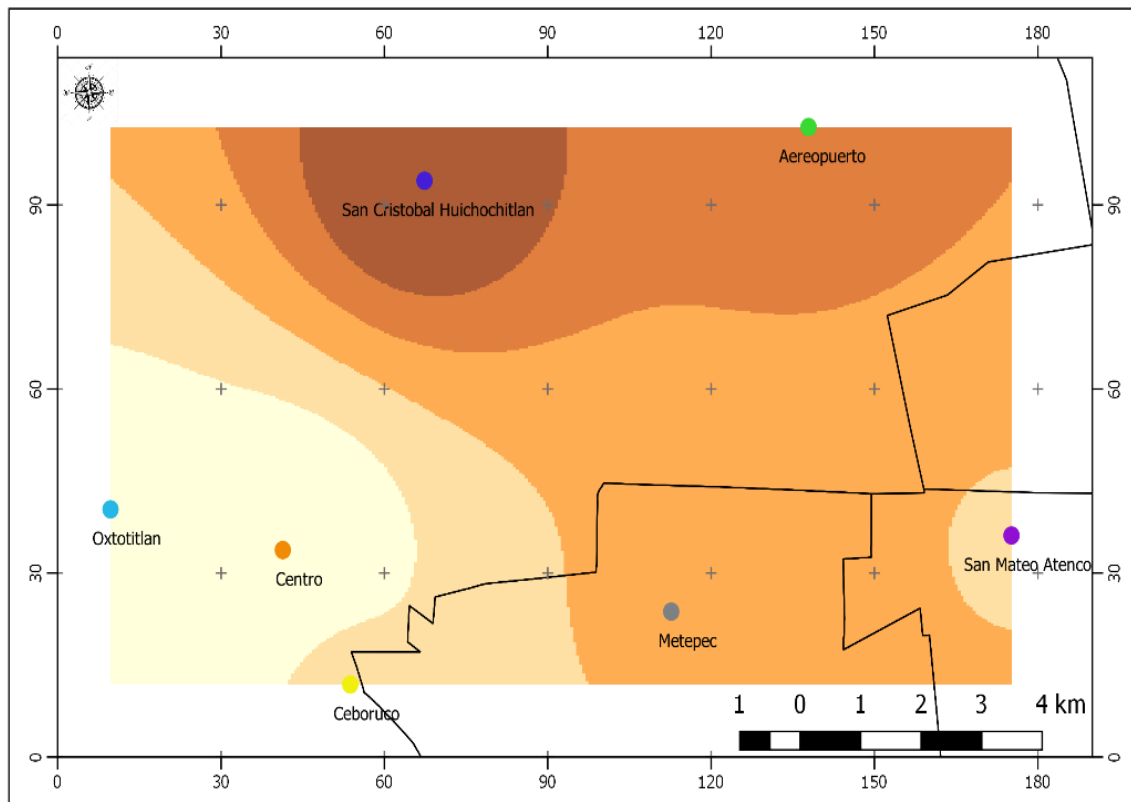 0 30 60 90 120 150 180
Aereopuerto
San Cristobal Huichochitlan
90 90
60 60
Oxtotitlan
Centro
San Mateo Atenco
30 30
Metepec
Ceboruco
1 0 1 2 3 4 km
0 0
0 30 60 90 120 150 180